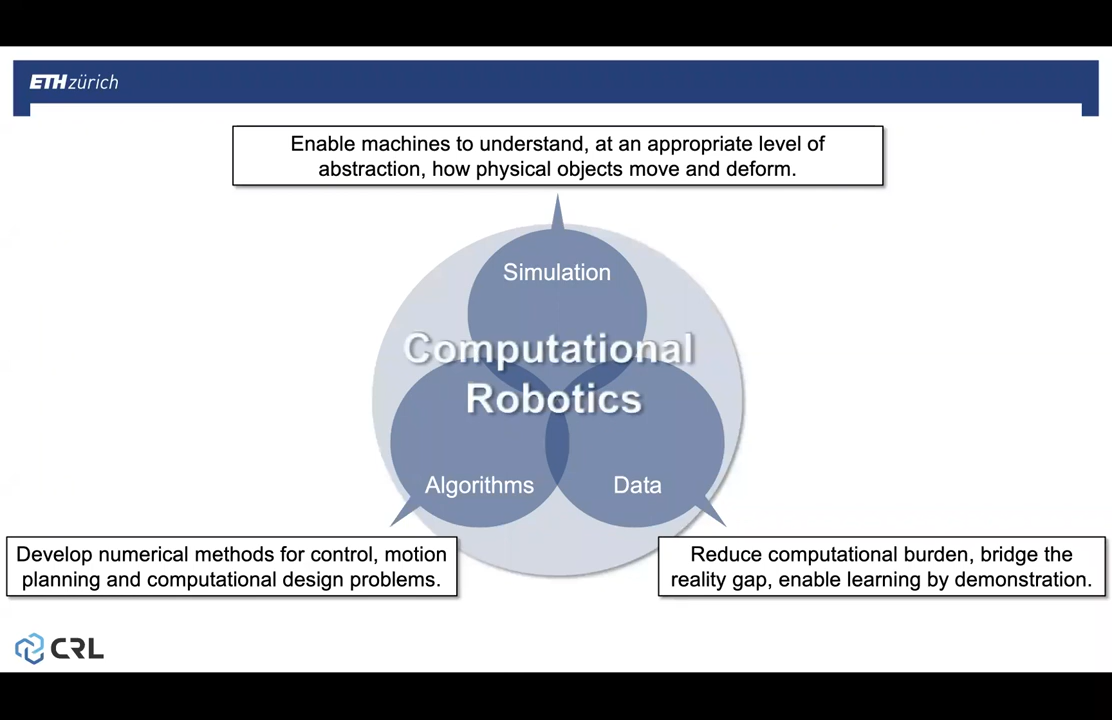 ETH zürich
Enable machines to understand, at an appropriate level of
abstraction, how physical objects move and deform.
Simulation
Computational
Robotics
Algorithms
Data
Develop numerical methods for control, motion
planning and computational design problems.
Reduce computational burden, bridge the
reality gap, enable learning by demonstration.
CRL